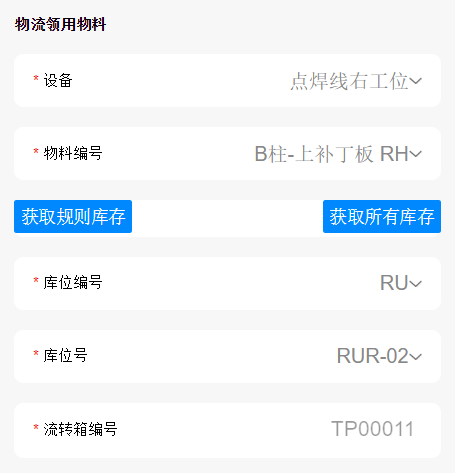 物流领用物料
* 设备 点焊线右工位
* 物料编号 B柱-上补丁板 RH
获取规则库存 获取所有库存
* 库位编号 RU
* 库位号 RUR-02
* 流转箱编号 TP00011